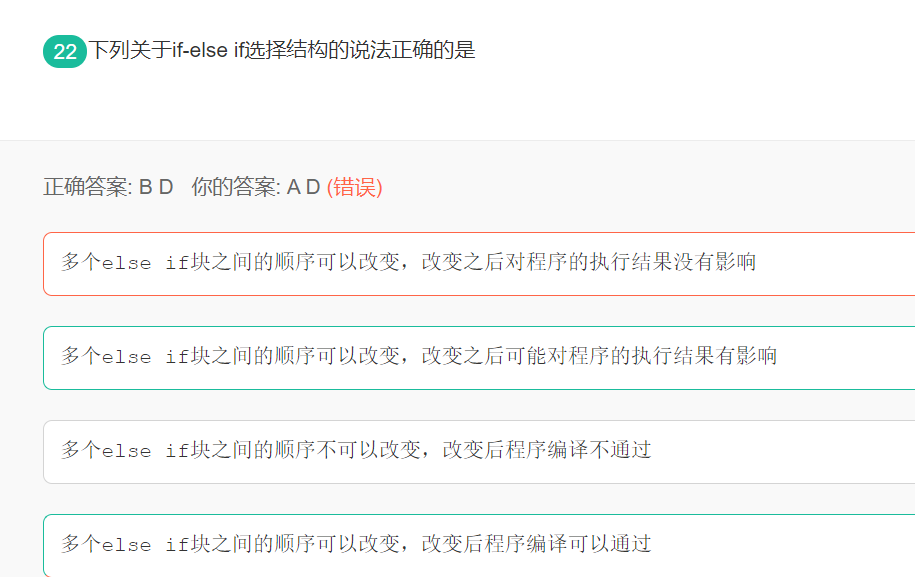 22 下列关于if-else if选择结构的说法正确的是
正确答案: B D 你的答案: A D (错误)
多个else if块之间的顺序可以改变，改变之后对程序的执行结果没有影响
多个else if块之间的顺序可以改变，改变之后可能对程序的执行结果有影响
多个else if块之间的顺序不可以改变，改变后程序编译不通过
多个else if块之间的顺序可以改变，改变后程序编译可以通过